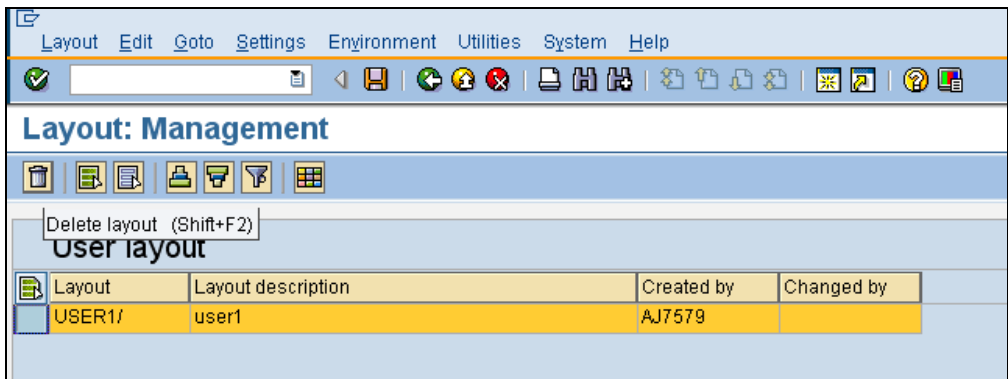 Layout Edit Goto Settings Environment Utilities System Help
Layout: Management
Delete layout (Shift+F2)
User layout
Layout Layout description Created by Changed by
USER1/ user1 AJ7579